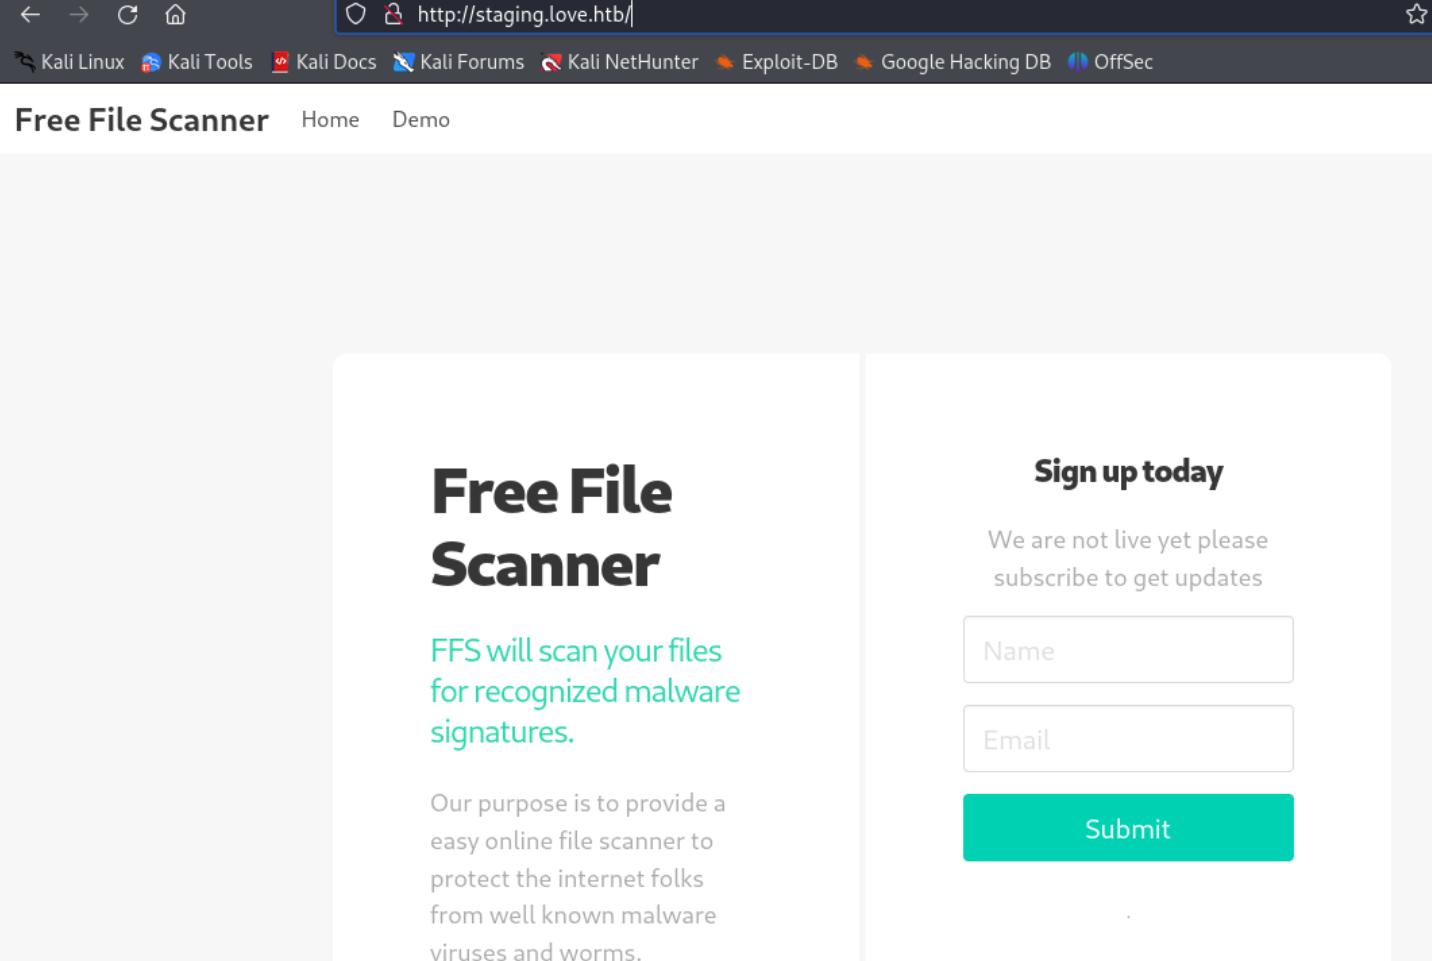 http://staging.love.htb/
Kali Linux Kali Tools Kali Docs Kali Forums Kali NetHunter Exploit-DB Google Hacking DB OffSec
Free File Scanner Home Demo
Free File
Scanner
FFS will scan your files
for recognized malware
signatures.
Our purpose is to provide a
easy online file scanner to
protect the internet folks
from well known malware
viruses and worms.
Sign up today
We are not live yet please
subscribe to get updates
Name
Email
Submit
.